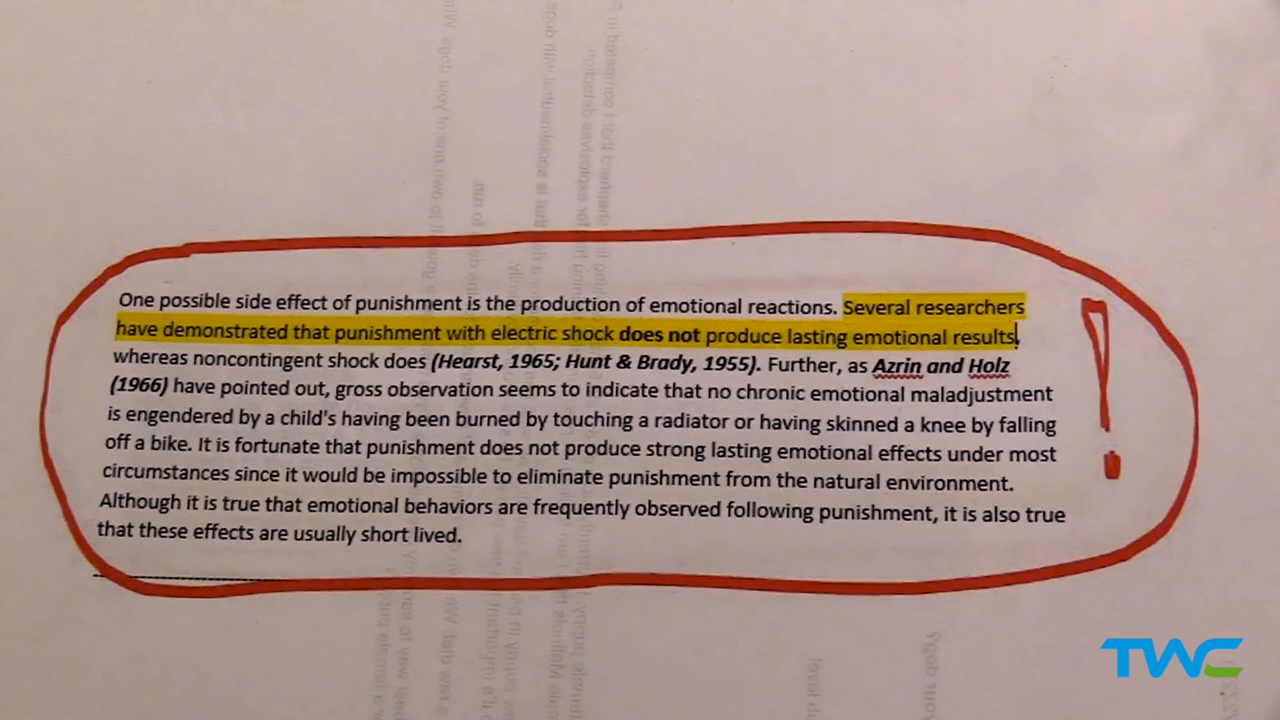 One possible side effect of punishment is the production of emotional reactions. Several researchers
have demonstrated that punishment with electric shock does not produce lasting emotional results,
whereas noncontingent shock does (Hearst, 1965; Hunt & Brady, 1955). Further, as Azrin and Holz
(1966) have pointed out, gross observation seems to indicate that no chronic emotional maladjustment
is engendered by a child's having been burned by touching a radiator or having skinned a knee by falling
off a bike. It is fortunate that punishment does not produce strong lasting emotional effects under most
circumstances since it would be impossible to eliminate punishment from the natural environment.
Although it is true that emotional behaviors are frequently observed following punishment, it is also true
that these effects are usually short lived.
!
TWC